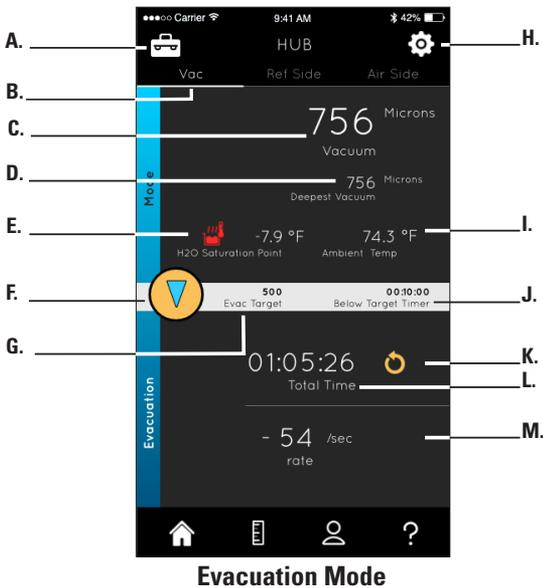 ●●●○○ Carrier 9:41 AM 42%
A.
HUB
H.
Vac Ref Side Air Side
B.
C.
756 Microns
Vacuum
D.
756 Microns
Deepest Vacuum
Mode
E.
-7.9 °F 74.3 °F
I.
H2O Saturation Point Ambient Temp
F.
500 00:10:00
Evac Target Below Target Timer
J.
G.
01:05:26
K.
Total Time
L.
Evacuation
- 54 /sec
M.
rate
?
Evacuation Mode